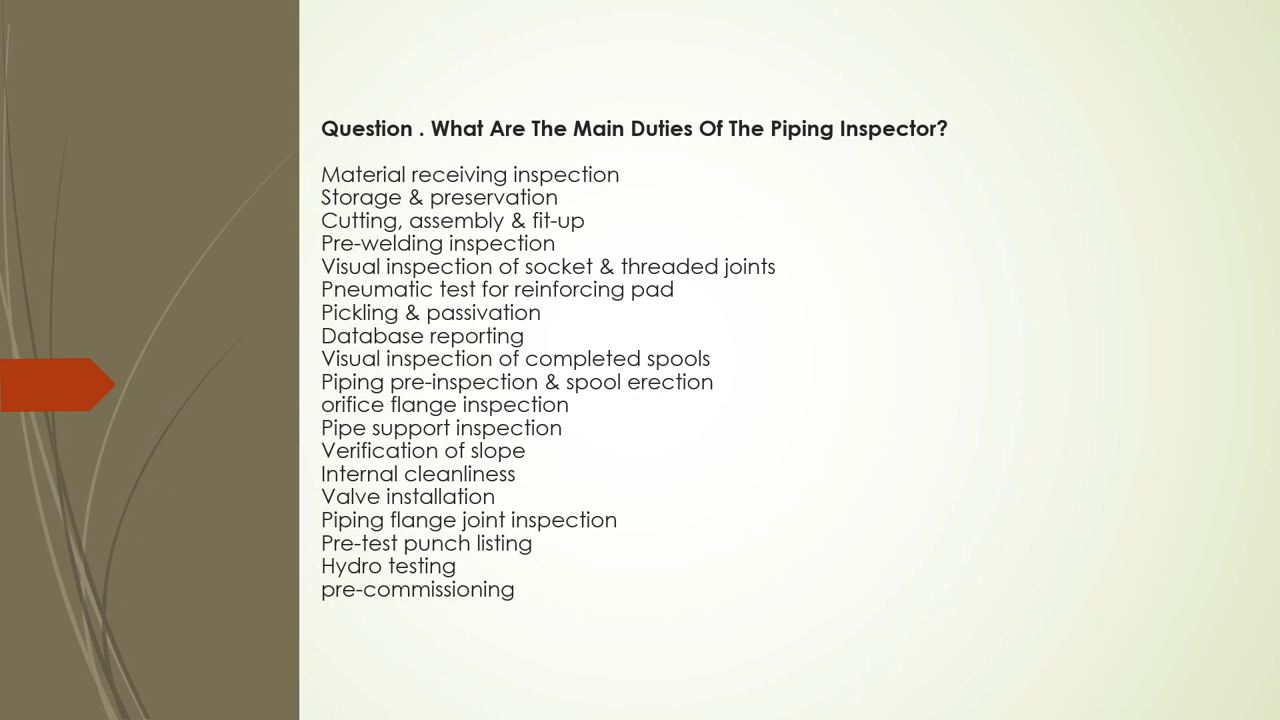 Question . What Are The Main Duties Of The Piping Inspector?
Material receiving inspection
Storage & preservation
Cutting, assembly & fit-up
Pre-welding inspection
Visual inspection of socket & threaded joints
Pneumatic test for reinforcing pad
Pickling & passivation
Database reporting
Visual inspection of completed spools
Piping pre-inspection & spool erection
orifice flange inspection
Pipe support inspection
Verification of slope
Internal cleanliness
Valve installation
Piping flange joint inspection
Pre-test punch listing
Hydro testing
pre-commissioning